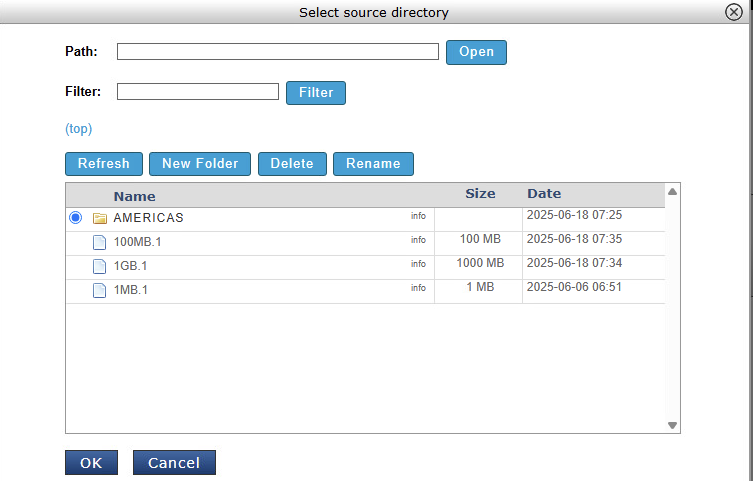 Select source directory
Path: Open
Filter: Filter
(top)
Refresh New Folder Delete Rename
Name Size Date
AMERICAS info 2025-06-18 07:25
100MB.1 info 100 MB 2025-06-18 07:35
1GB.1 info 1000 MB 2025-06-18 07:34
1MB.1 info 1 MB 2025-06-06 06:51
OK Cancel